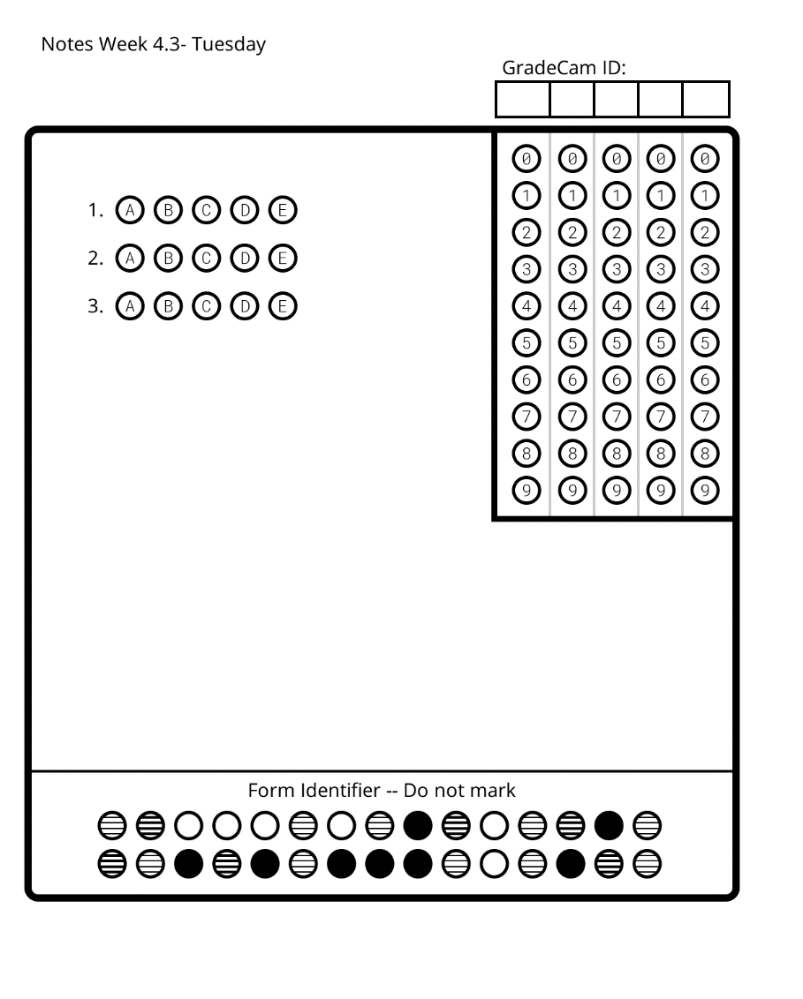 Notes Week 4.3- Tuesday
GradeCam ID:
0 0 0 0 0
1 1 1 1 1
1. A B C D E
2 2 2 2 2
2. A B C D E
3 3 3 3 3
3. A B C D E
4 4 4 4 4
5 5 5 5 5
6 6 6 6 6
7 7 7 7 7
8 8 8 8 8
9 9 9 9 9
Form Identifier -- Do not mark